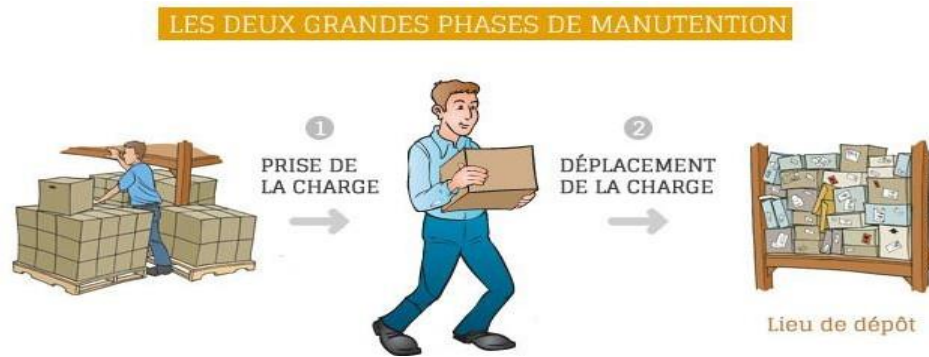 LES DEUX GRANDES PHASES DE MANUTENTION
1
PRISE DE
LA CHARGE
2
DÉPLACEMENT
DE LA CHARGE
Lieu de dépôt